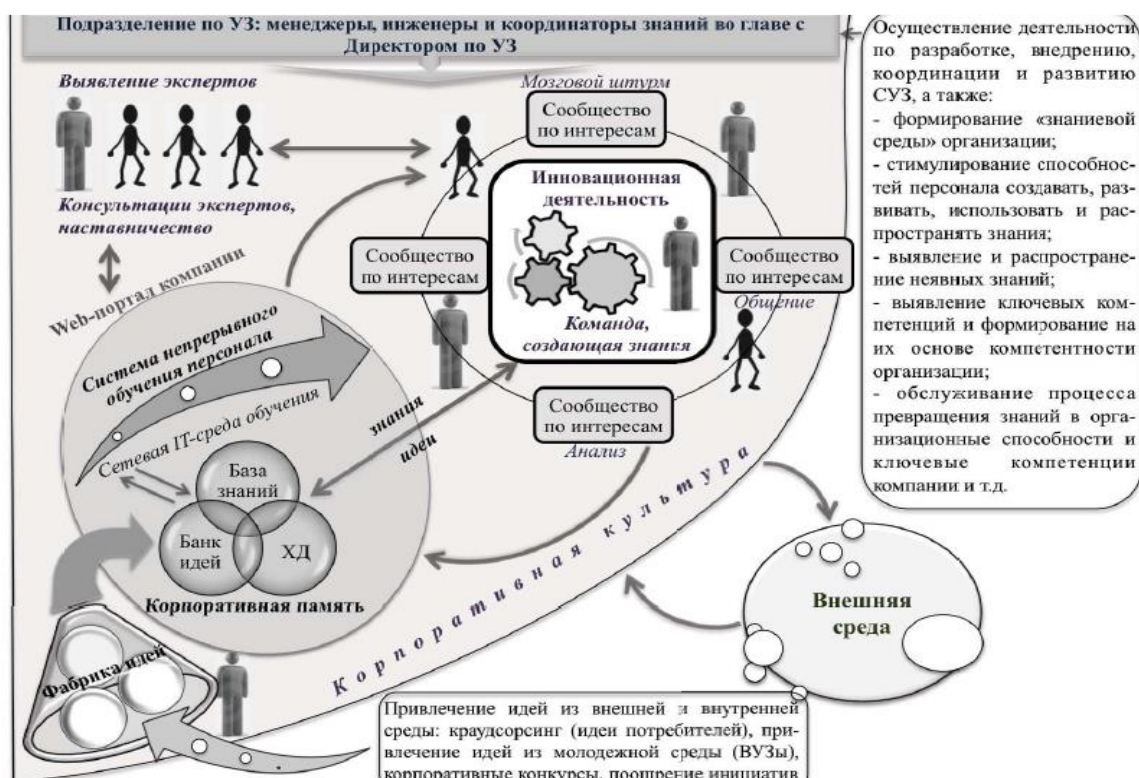 Подразделение по УЗ: менеджеры, инженеры и координаторы знаний во главе с
Директором по УЗ
Выявление экспертов
Консультации экспертов,
наставничество
Мозговой штурм
Сообщество
по интересам
Инновационная
деятельность
Команда,
создающая знания
Сообщество
по интересам
Сообщество
по интересам
Общение
Сообщество
по интересам
Анализ
Web-портал компании
Система непрерывного
обучения персонала
Сетевая IT-среда обучения
знания
идеи
База
знаний
Банк
идей
ХД
Корпоративная память
Фабрика идей
Корпоративная культура
Внешняя
среда
Осуществление деятельности
по разработке, внедрению,
координации и развитию
СУЗ, а также:
- формирование «знаниевой
среды» организации;
- стимулирование способнос-
тей персонала создавать, раз-
вивать, использовать и рас-
пространять знания;
- выявление и распростране-
ние неявных знаний;
- выявление ключевых ком-
петенций и формирование на
их основе компетентности
организации;
- обслуживание процесса
превращения знаний в орга-
низационные способности и
ключевые компетенции
компании и т.д.
Привлечение идей из внешней и внутренней
среды: краудсорсинг (идеи потребителей), при-
влечение идей из молодежной среды (ВУЗы),
корпоративные конкурсы, поощрение инициатив